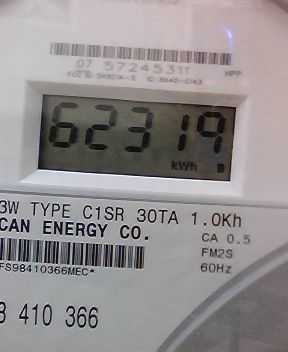 07 57245311
HPP
62319
kWh
3W TYPE C1SR 30TA 1.0Kh
CAN ENERGY CO.
CA 0.5
FM2S
60Hz
FS98410366MEC*
410 366